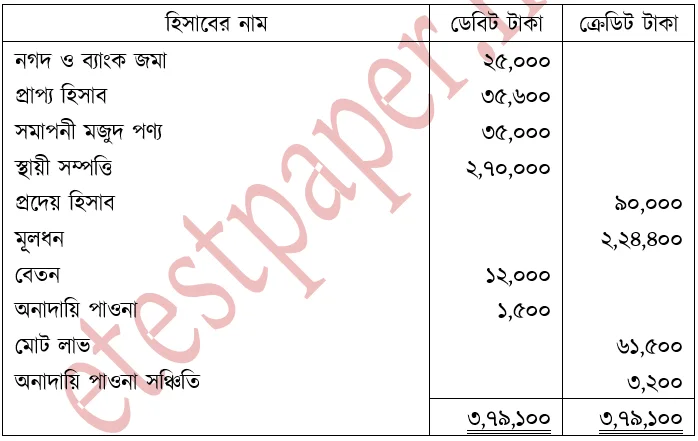 হিসাবের নাম ডেবিট টাকা ক্রেডিট টাকা
নগদ ও ব্যাংক জমা ২৫,০০০
প্রাপ্য হিসাব ৩৫,৬০০
সমাপনী মজুদ পণ্য ৩৫,০০০
স্থায়ী সম্পত্তি ২,৭০,০০০
প্রদেয় হিসাব ৯০,০০০
মূলধন ২,২৪,৪০০
বেতন ১২,০০০
অনাদায়ি পাওনা ১,৫০০
মোট লাভ ৬১,৫০০
অনাদায়ি পাওনা সঞ্চিতি ৩,২০০
৩,৭৯,১০০ ৩,৭৯,১০০
etestpaper.